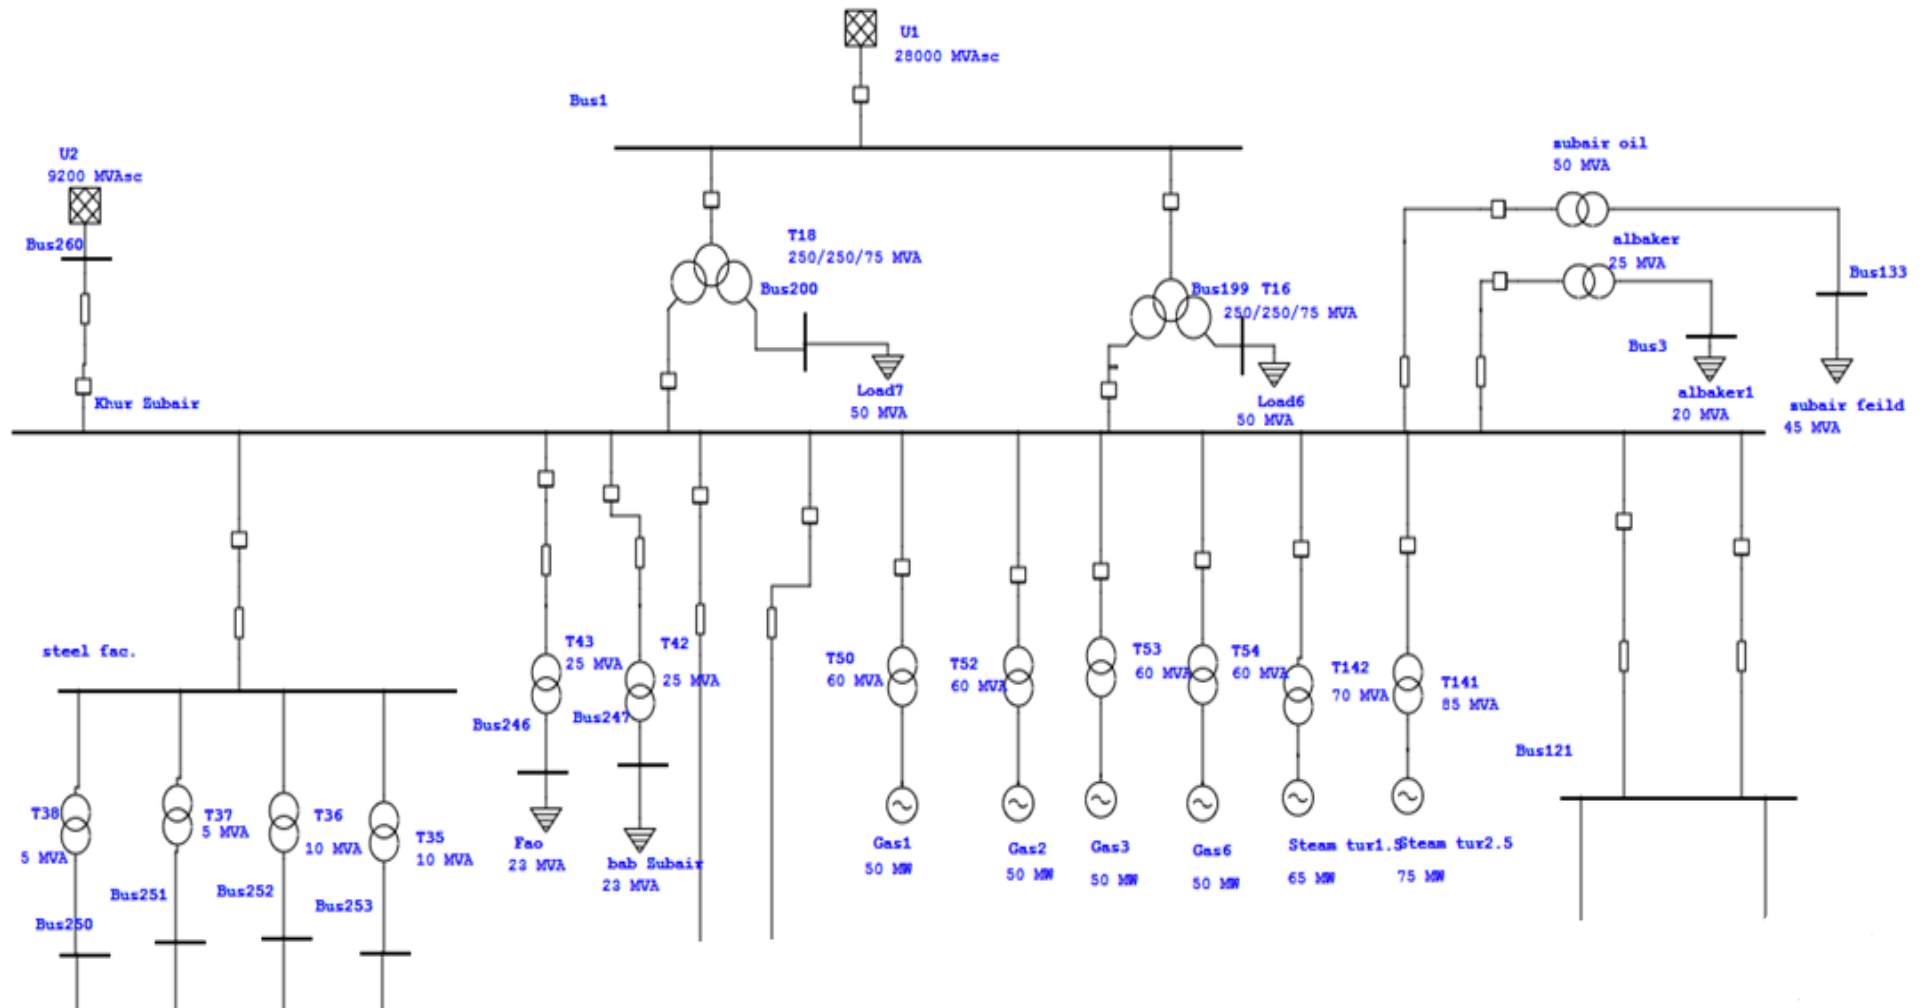 U1
28000 MVAsc
Bus1
U2
9200 MVAsc
Bus260
Khur Zubair
T18
250/250/75 MVA
Bus200
Load7
50 MVA
Bus199 T16
250/250/75 MVA
Load6
50 MVA
zubair oil
50 MVA
albaker
25 MVA
Bus133
Bus3
albaker1
20 MVA
zubair feild
45 MVA
steel fac.
T43
25 MVA
T42
25 MVA
Bus246
Bus247
Fao
23 MVA
bab Zubair
23 MVA
T50
60 MVA
T52
60 MVA
T53
60 MVA
T54
60 MVA
T142
70 MVA
T141
85 MVA
Bus121
T38
5 MVA
T37
5 MVA
T36
10 MVA
T35
10 MVA
Bus250
Bus251
Bus252
Bus253
Gas1
50 MW
Gas2
50 MW
Gas3
50 MW
Gas6
50 MW
Steam tur1.5
65 MW
Steam tur2.5
75 MW